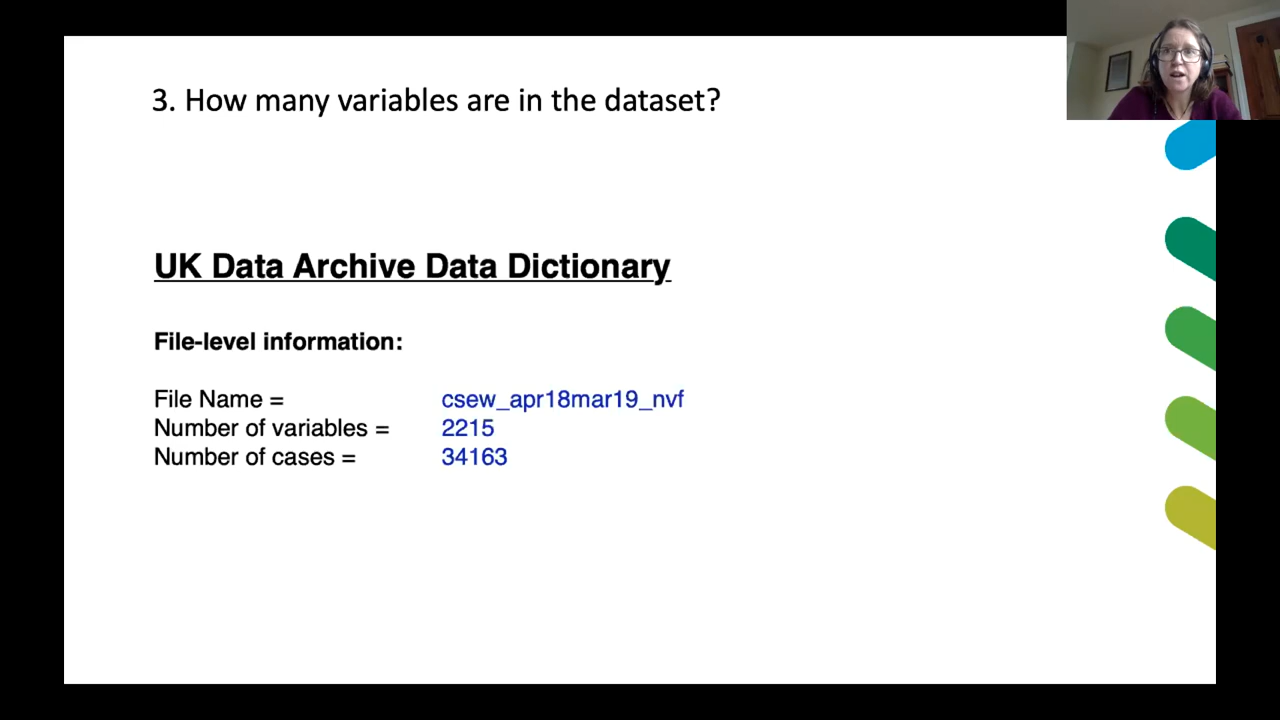 3. How many variables are in the dataset?
UK Data Archive Data Dictionary
File-level information:
File Name = csew_apr18mar19_nvf
Number of variables = 2215
Number of cases = 34163